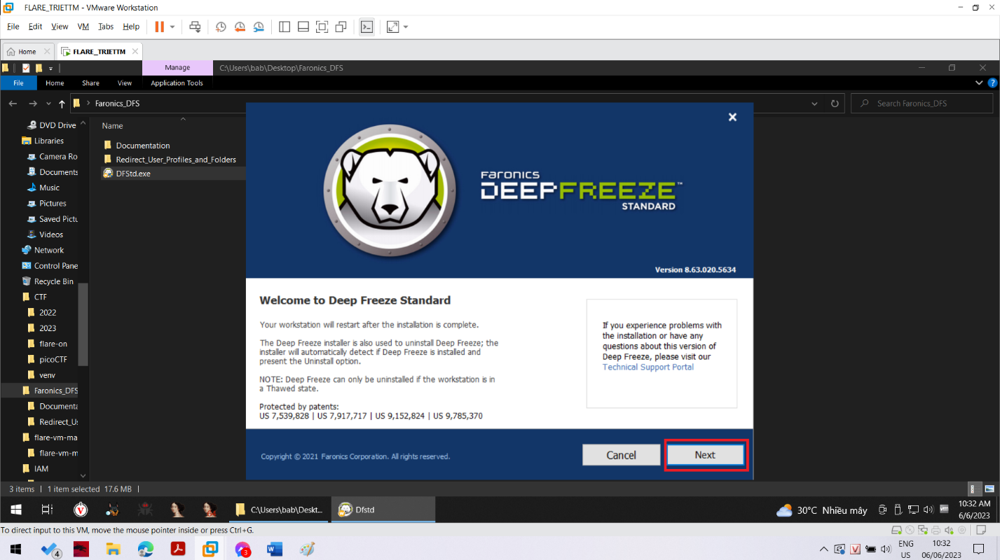 FLARE_TRIETTM - VMware Workstation
File Edit View VM Tabs Help
Home FLARE_TRIETTM
Manage C:\Users\bab\Desktop\Faronics_DFS
File Home Share View Application Tools
Faronics_DFS Search Faronics_DFS
DVD Drive
Libraries
Camera Ro
Documents
Music
Pictures
Saved Pictu
Videos
Network
Control Pane
Recycle Bin
CTF
2022
2023
flare-on
picoCTF
venv
Faronics_DFS
Documenta
Redirect_Us
flare-vm-ma
flare-vm-m
IAM
Name
Documentation
Redirect_User_Profiles_and_Folders
DFStd.exe
Faronics
DEEPFREEZE™
STANDARD
Version 8.63.020.5634
Welcome to Deep Freeze Standard
Your workstation will restart after the installation is complete.
The Deep Freeze installer is also used to uninstall Deep Freeze; the
installer will automatically detect if Deep Freeze is installed and
present the Uninstall option.
NOTE: Deep Freeze can only be uninstalled if the workstation is in
a Thawed state.
Protected by patents:
US 7,539,828 | US 7,917,717 | US 9,152,824 | US 9,785,370
If you experience problems with
the installation or have any
questions about this version of
Deep Freeze, please visit our
Technical Support Portal
Copyright © 2021 Faronics Corporation. All rights reserved.
Cancel Next
3 items | 1 item selected 17.6 MB |
C:\Users\bab\Deskt... Dfstd
30°C Nhiều mây
vm
10:32 AM
6/6/2023
To direct input to this VM, move the mouse pointer inside or press Ctrl+G.
4
3
ENG
US
10:32
06/06/2023